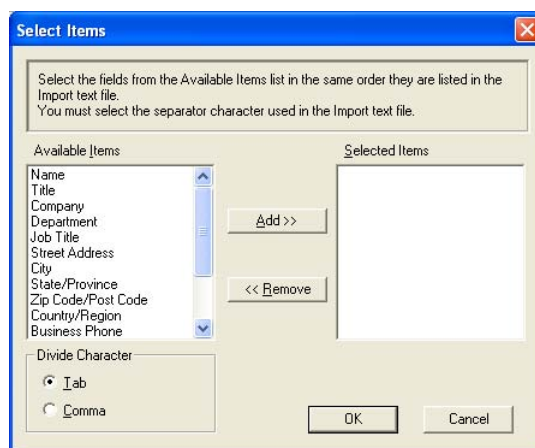 Select Items
Select the fields from the Available Items list in the same order they are listed in the
Import text file.
You must select the separator character used in the Import text file.
Available Items
Selected Items
Name
Title
Company
Department
Job Title
Street Address
City
State/Province
Zip Code/Post Code
Country/Region
Business Phone
Add >>
<< Remove
Divide Character
Tab
Comma
OK
Cancel